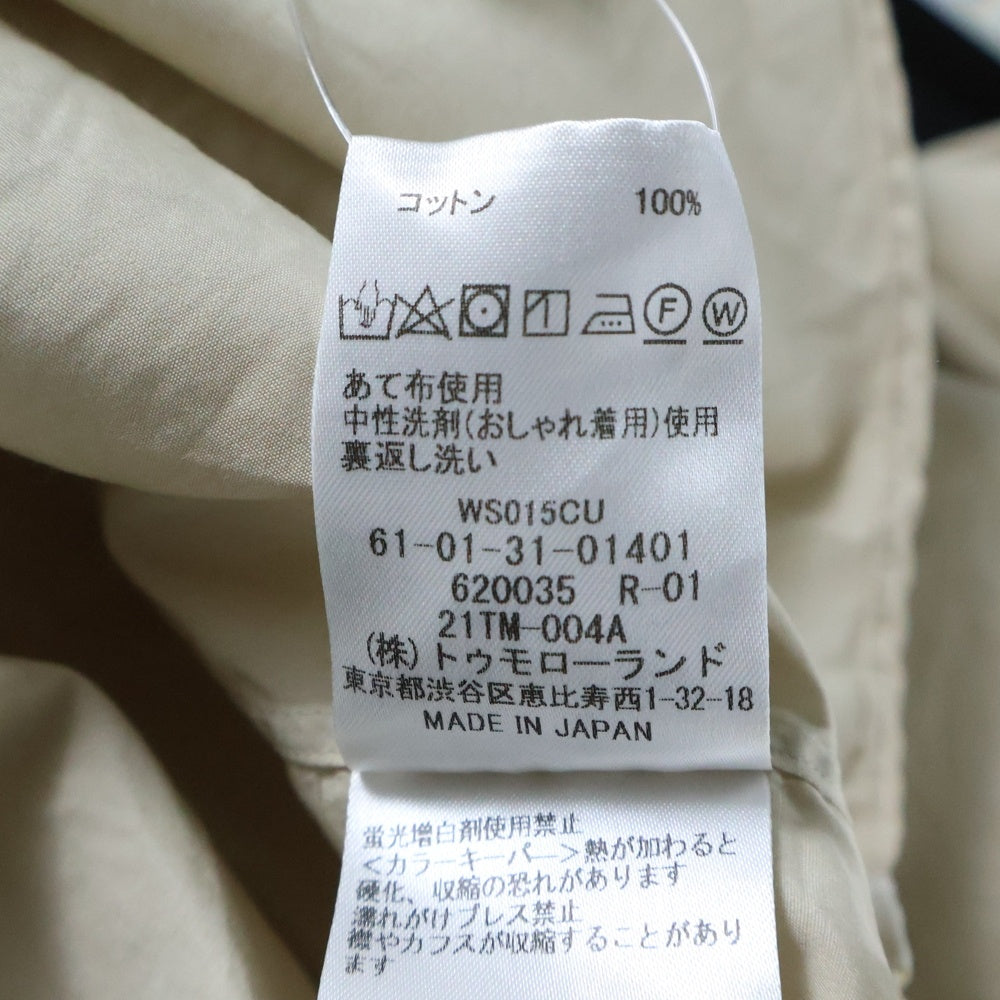 コットン 100%
F W
あて布使用
中性洗剤(おしゃれ着用)使用
裏返し洗い
WS015CU
61-01-31-01401
620035 R-01
21TM-004A
(株)トゥモローランド
東京都渋谷区恵比寿西1-32-18
MADE IN JAPAN
蛍光増白剤使用禁止
<カラーキーパー>熱が加わると
硬化、収縮の恐れがあります
濡れがけプレス禁止
襟やカフスが収縮することがあり
ます